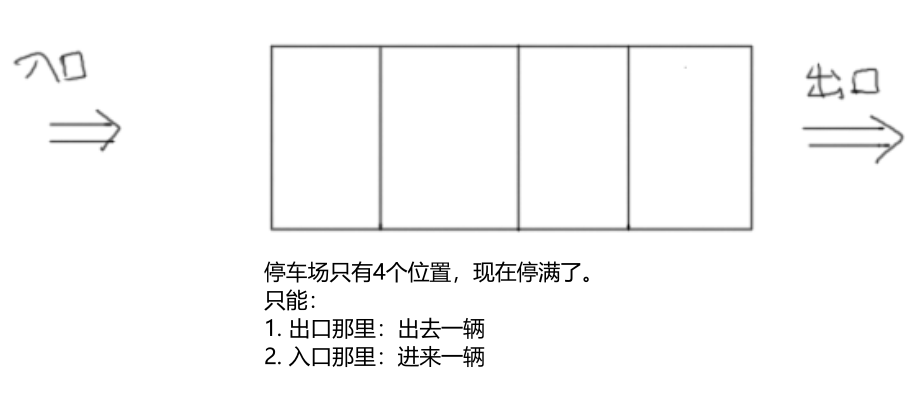 入口
出口
停车场只有4个位置，现在停满了。
只能：
1. 出口那里：出去一辆
2. 入口那里：进来一辆